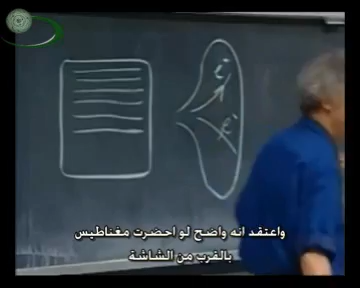 e⁻
e⁻
واعتقد انه واضح لو احضرت مغناطيس
بالقرب من الشاشة